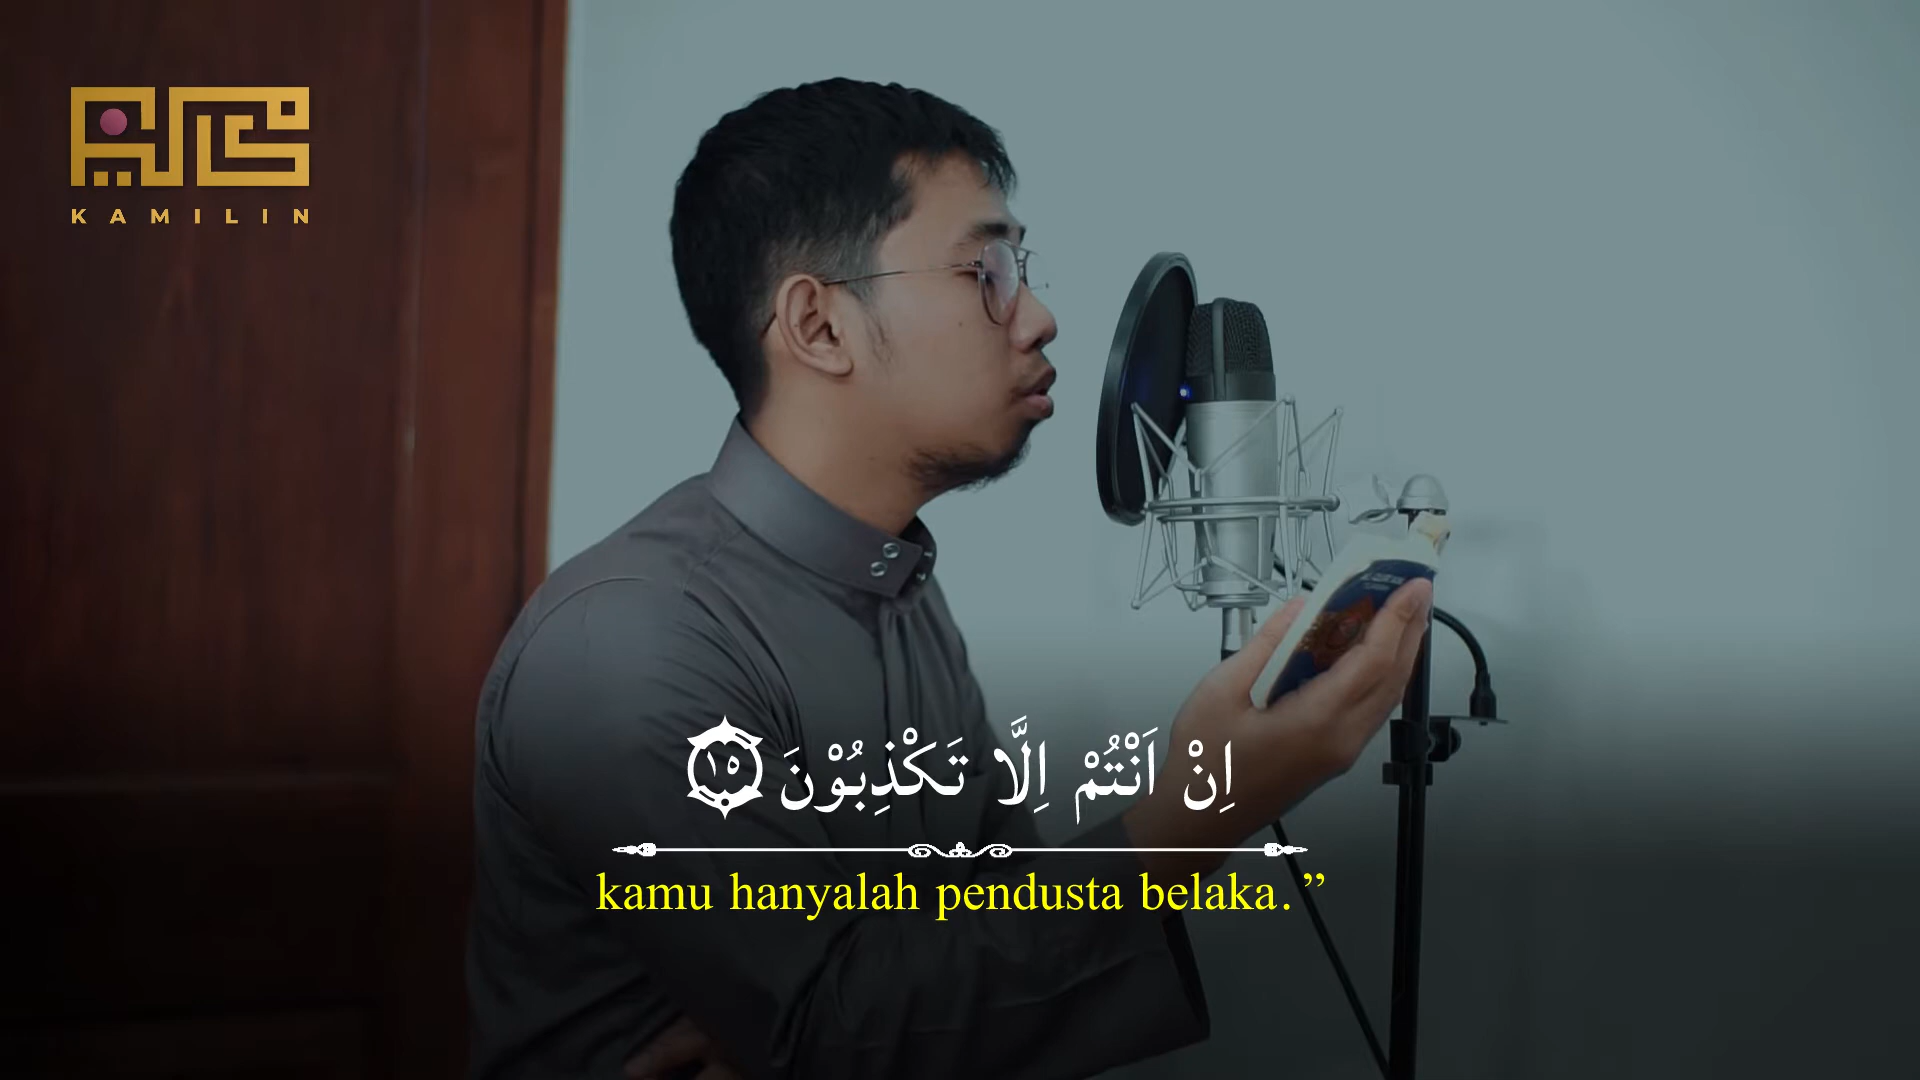 KAMILIN
اِنْ اَنْتُمْ اِلَّا تَكْذِبُوْنَ ۝١٥
kamu hanyalah pendusta belaka. ”